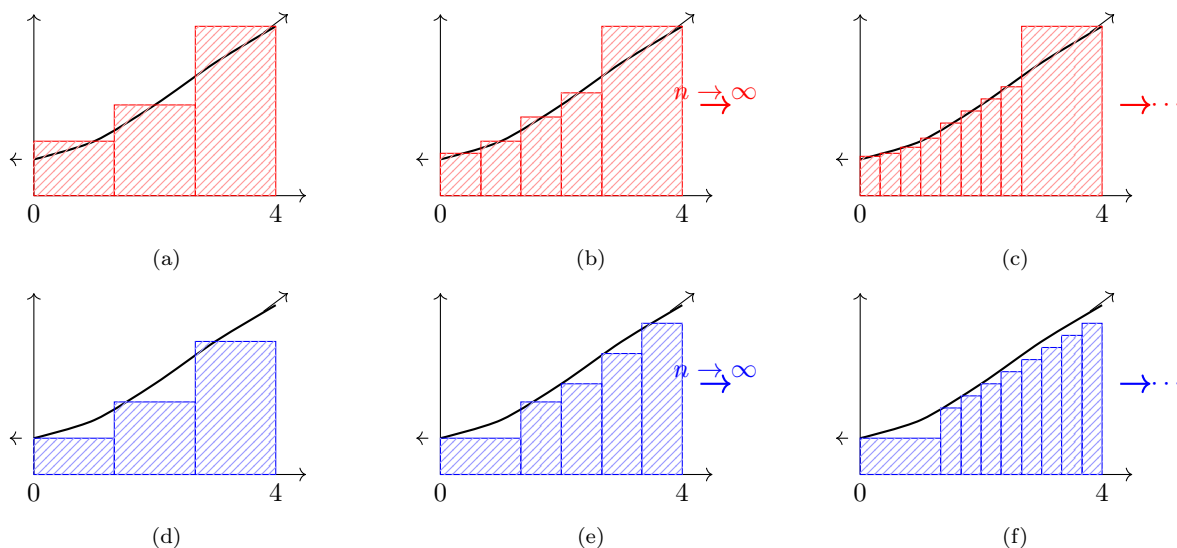 n → ∞
→
→ ···
0 4
0 4
0 4
(a)
(b)
(c)
n → ∞
→
→ ···
0 4
0 4
0 4
(d)
(e)
(f)